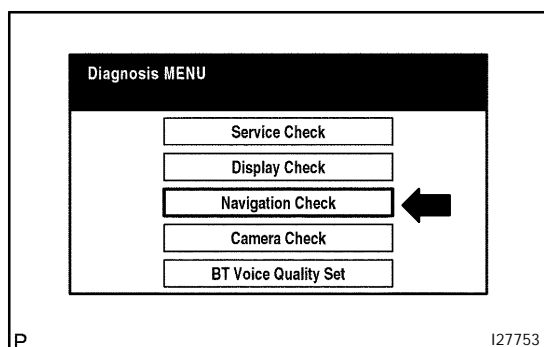 Diagnosis MENU
Service Check
Display Check
Navigation Check
Camera Check
BT Voice Quality Set
P
I27753